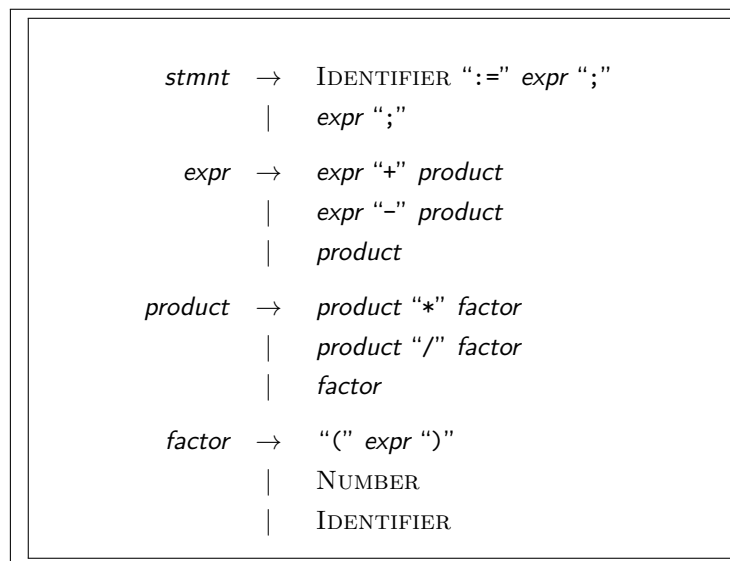 stmnt → IDENTIFIER “:=” expr “;”
| expr “;”
expr → expr “+” product
| expr “-” product
| product
product → product “*” factor
| product “/” factor
| factor
factor → “(” expr “)”
| NUMBER
| IDENTIFIER